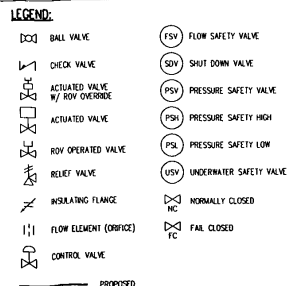 LEGEND:
BALL VALVE
CHECK VALVE
ACTUATED VALVE
W/ ROV OVERRIDE
ACTUATED VALVE
ROV OPERATED VALVE
RELIEF VALVE
INSULATING FLANGE
FLOW ELEMENT (ORIFICE)
CONTROL VALVE
FSV FLOW SAFETY VALVE
SDV SHUT DOWN VALVE
PSV PRESSURE SAFETY VALVE
PSH PRESSURE SAFETY HIGH
PSL PRESSURE SAFETY LOW
USV UNDERWATER SAFETY VALVE
NORMALLY CLOSED
NC
FAIL CLOSED
FC
PROPOSED